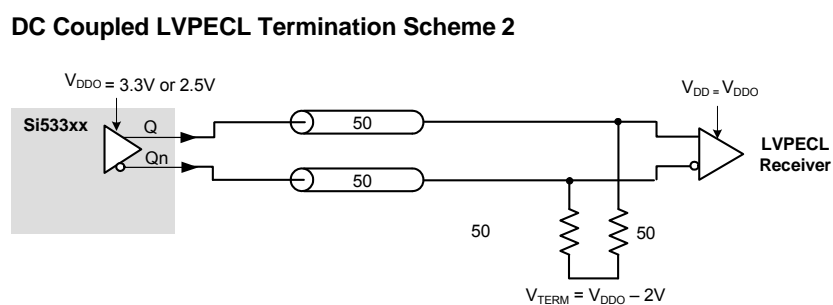 DC Coupled LVPECL Termination Scheme 2
VDDO = 3.3V or 2.5V
VDD = VDDO
Si533xx
Q
50
LVPECL
Receiver
Qn
50
50
50
VTERM = VDDO – 2V